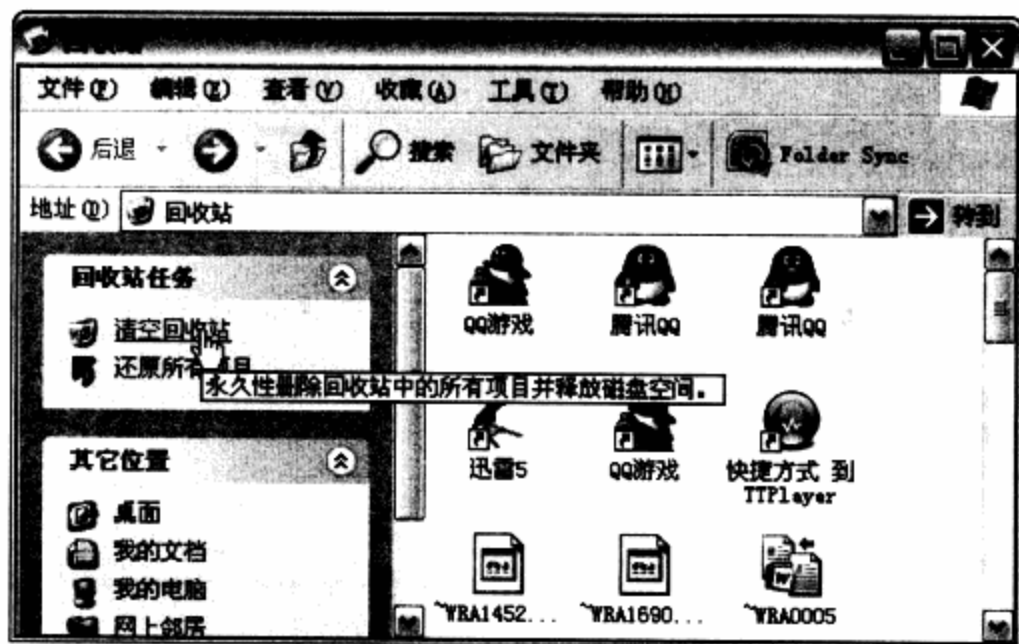 回收站
文件(F) 编辑(E) 查看(V) 收藏(A) 工具(T) 帮助(H)
后退 搜索 文件夹 Folder Sync
地址(D) 回收站 转到
回收站任务
清空回收站
还原所有项目
永久性删除回收站中的所有项目并释放磁盘空间。
其它位置
桌面
我的文档
我的电脑
网上邻居
QQ游戏 腾讯QQ 腾讯QQ
迅雷5 QQ游戏 快捷方式 到
TTPlayer
~WRA1452... ~WRA1690... ~WRA0005